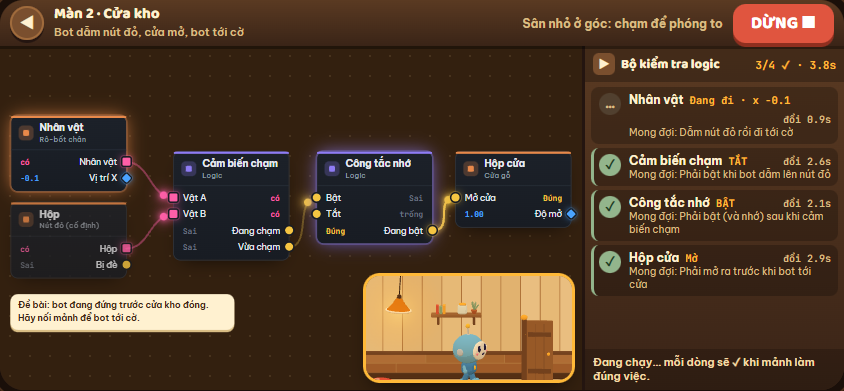 Màn 2 · Cửa kho
Bot dẫm nút đỏ, cửa mở, bot tới cờ
Sân nhỏ ở góc: chạm để phóng to
DỪNG
Bộ kiểm tra logic
3/4 ✓ · 3.8s
Nhân vật Đang đi · x -0.1
đổi 0.9s
Mong đợi: Dẫm nút đỏ rồi đi tới cờ
Cảm biến chạm TẮT
đổi 2.6s
Mong đợi: Phải bật khi bot dẫm lên nút đỏ
Công tắc nhớ BẬT
đổi 2.1s
Mong đợi: Phải bật (và nhớ) sau khi cảm
biến chạm
Hộp cửa Mở
đổi 2.9s
Mong đợi: Phải mở ra trước khi bot tới
cửa
Đang chạy... mỗi dòng sẽ ✓ khi mảnh làm
đúng việc.
Nhân vật
Rô-bốt chân
có Nhân vật
-0.1 Vị trí X
Hộp
Nút đỏ (cố định)
có Hộp
Sai Bị đè
Cảm biến chạm
Logic
Vật A có
Vật B có
Sai Đang chạm
Sai Vừa chạm
Công tắc nhớ
Logic
Bật Sai
Tắt trống
Đúng Đang bật
Hộp cửa
Cửa gỗ
Mở cửa Đúng
1.00 Độ mở
Đề bài: bot đang đứng trước cửa kho đóng.
Hãy nối mảnh để bot tới cờ.